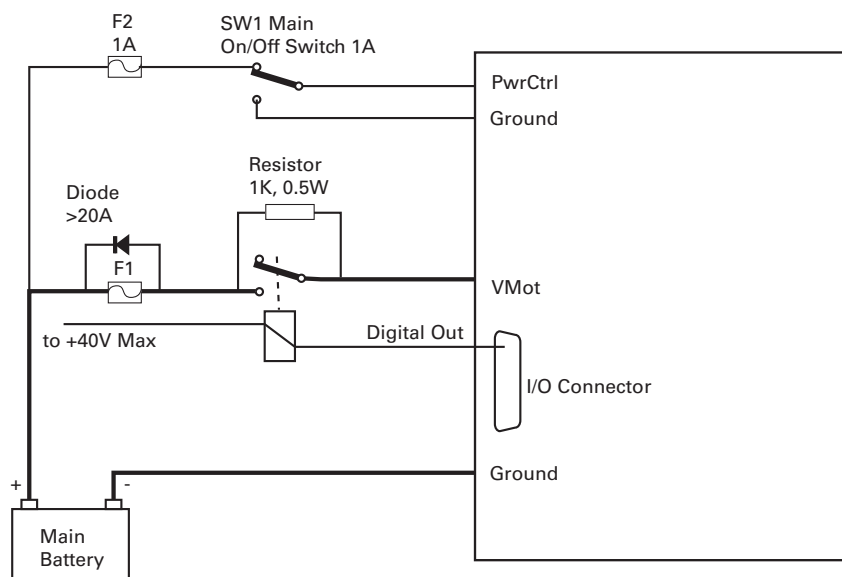 F2
1A
SW1 Main
On/Off Switch 1A
PwrCtrl
Ground
Resistor
1K, 0.5W
Diode
>20A
F1
VMot
to +40V Max
Digital Out
I/O Connector
Ground
+
-
Main
Battery